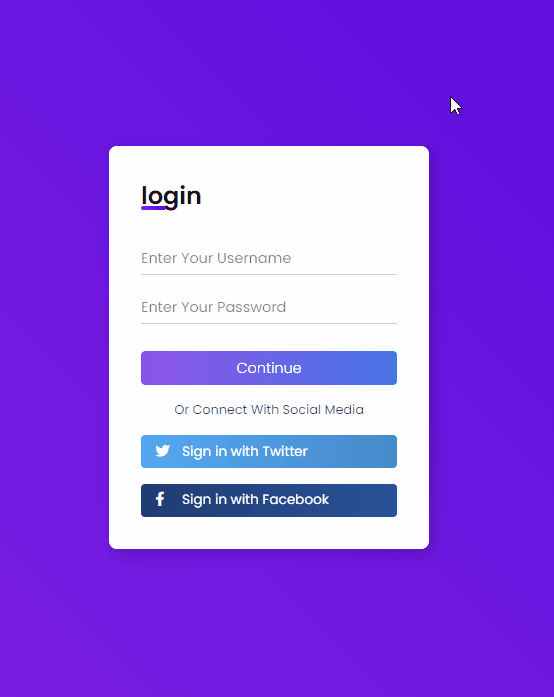 login
Enter Your Username
Enter Your Password
Continue
Or Connect With Social Media
Sign in with Twitter
Sign in with Facebook